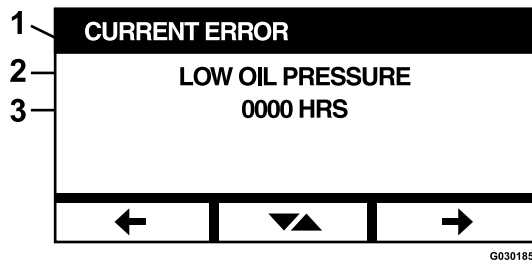 1
CURRENT ERROR
2
LOW OIL PRESSURE
3
0000 HRS
G030185